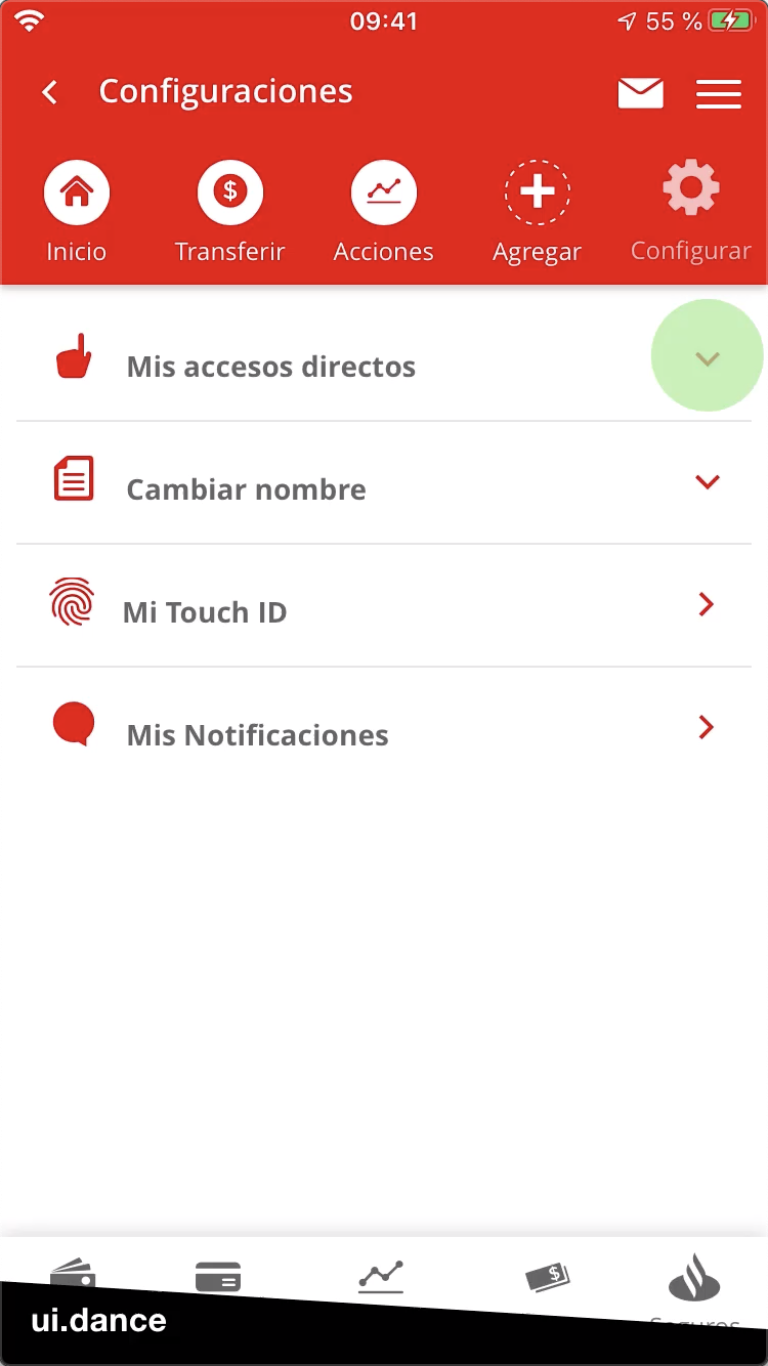 09:41
55 %
Configuraciones
Inicio
Transferir
Acciones
Agregar
Configurar
Mis accesos directos
Cambiar nombre
Mi Touch ID
Mis Notificaciones
ui.dance